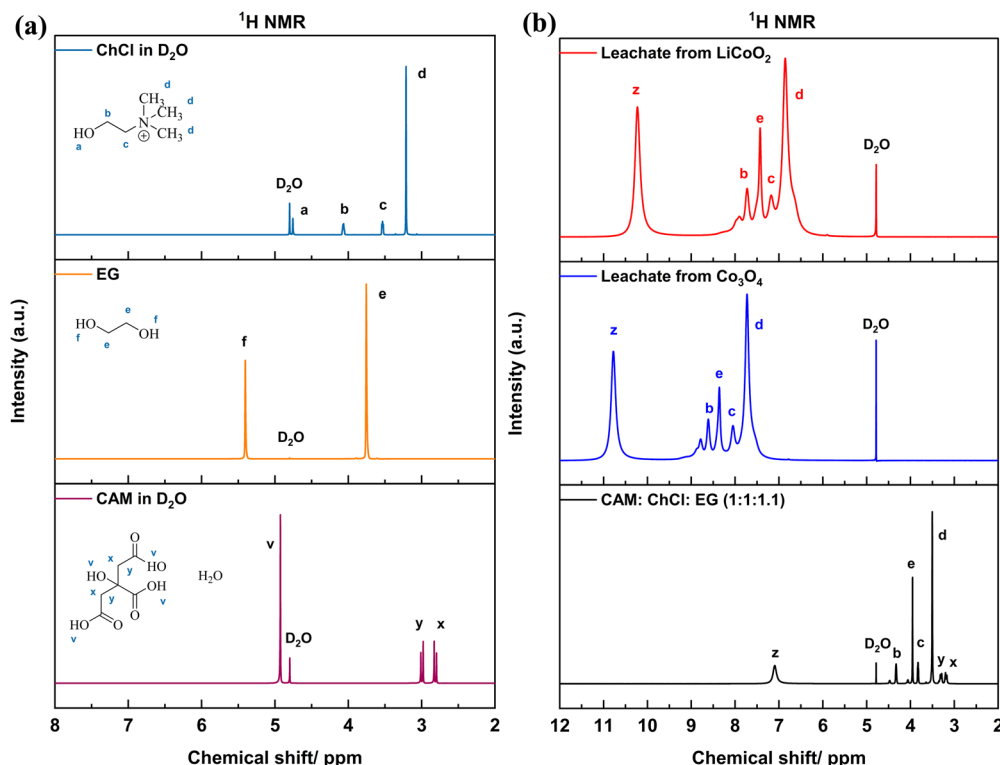 (a)
¹H NMR
ChCl in D₂O
d
CH₃
d
b
CH₃
N
⊕
HO
CH₃
d
a
c
D₂O
a
b
c
d
EG
HO
e
f
OH
f
e
f
D₂O
e
CAM in D₂O
O
v
x
HO
v
y
HO
OH
x
y
v
O
HO
O
v
H₂O
v
D₂O
y
x
8
7
6
5
4
3
2
Chemical shift/ ppm
Intensity (a.u.)
(b)
¹H NMR
Leachate from LiCoO₂
z
b
e
c
d
D₂O
Leachate from Co₃O₄
z
b
e
c
d
D₂O
CAM: ChCl: EG (1:1:1.1)
z
D₂O
b
e
c
d
y
x
12
11
10
9
8
7
6
5
4
3
2
Chemical shift/ ppm
Intensity (a.u.)